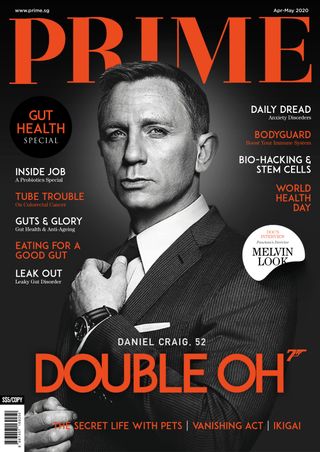 www.prime.sg
Apr-May 2020
PRIME
GUT
HEALTH
SPECIAL
INSIDE JOB
A Probiotics Special
TUBE TROUBLE
On Colorectal Cancer
GUTS & GLORY
Gut Health & Anti-Ageing
EATING FOR A
GOOD GUT
LEAK OUT
Leaky Gut Disorder
DAILY DREAD
Anxiety Disorders
BODYGUARD
Boost Your Immune System
BIO-HACKING &
STEM CELLS
WORLD
HEALTH
DAY
DOC'S
INTERVIEW
MELVIN
LOOK
DANIEL CRAIG, 52
DOUBLE OH7
S$5/COPY
THE SECRET LIFE WITH PETS | VANISHING ACT | IKIGAI